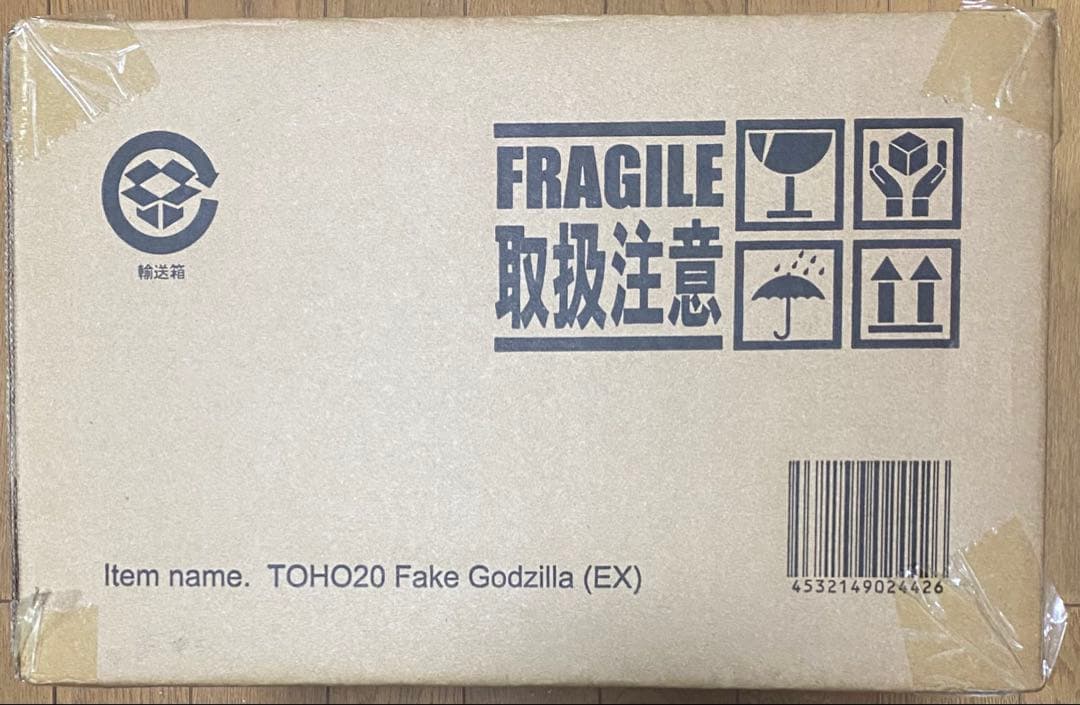 FRAGILE
取扱注意
輸送箱
Item name. TOHO20 Fake Godzilla (EX)
4532149024426